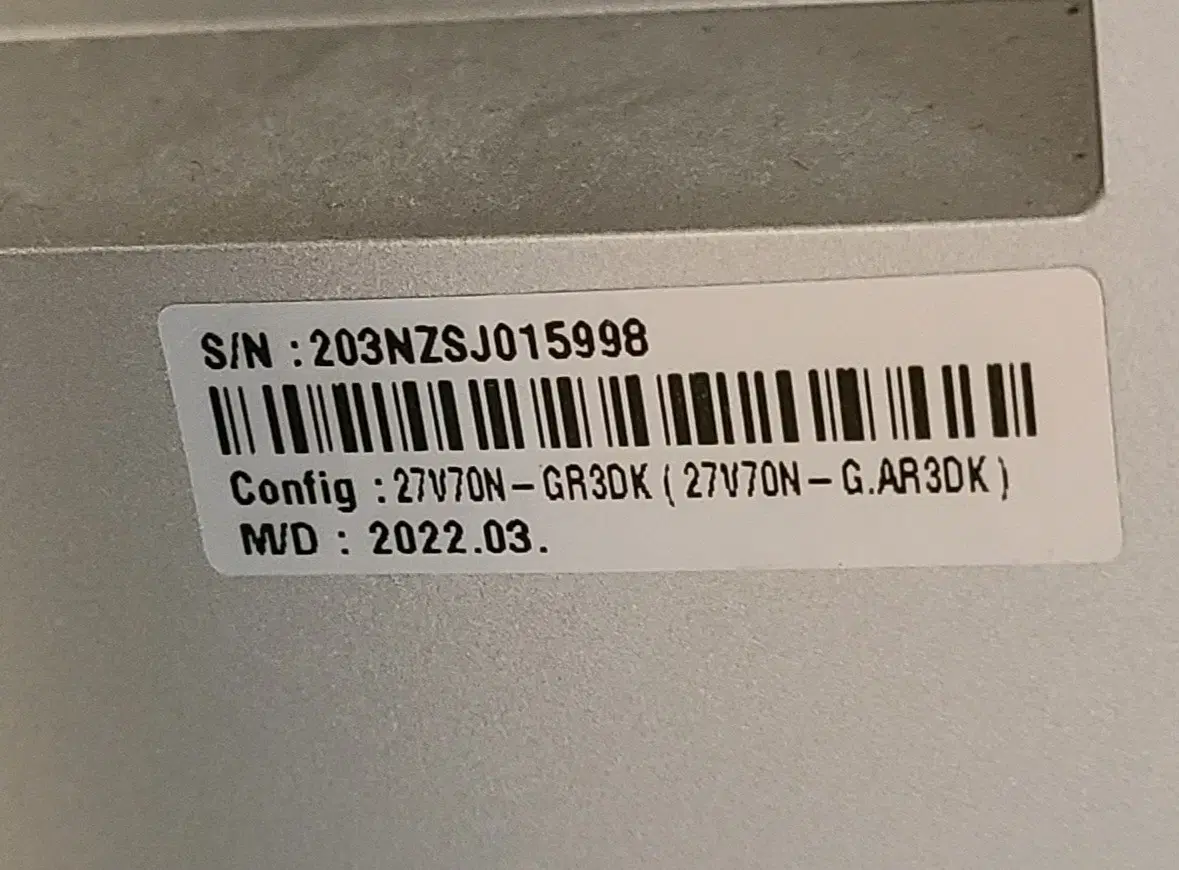 S/N :203NZSJ015998
Config :27V70N-GR3DK (27V70N-G.AR3DK)
M/D : 2022.03.